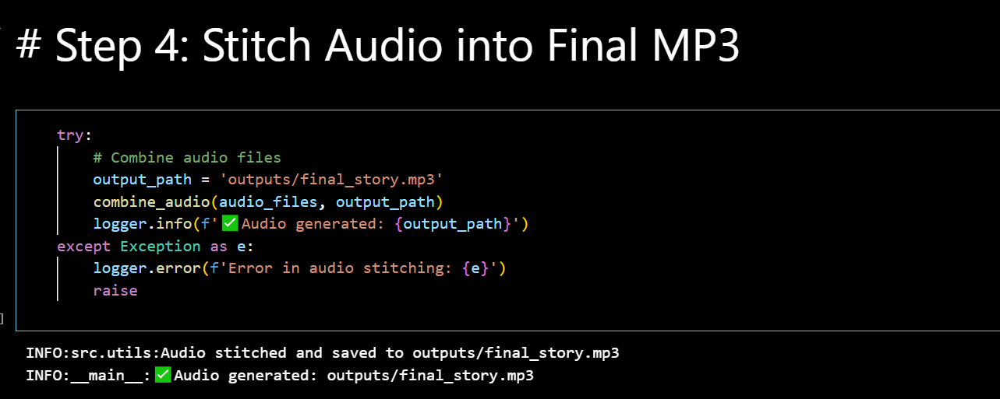 # Step 4: Stitch Audio into Final MP3
try:
    # Combine audio files
    output_path = 'outputs/final_story.mp3'
    combine_audio(audio_files, output_path)
    logger.info(f'✅Audio generated: {output_path}')
except Exception as e:
    logger.error(f'Error in audio stitching: {e}')
    raise
]
INFO:src.utils:Audio stitched and saved to outputs/final_story.mp3
INFO:__main__:✅Audio generated: outputs/final_story.mp3